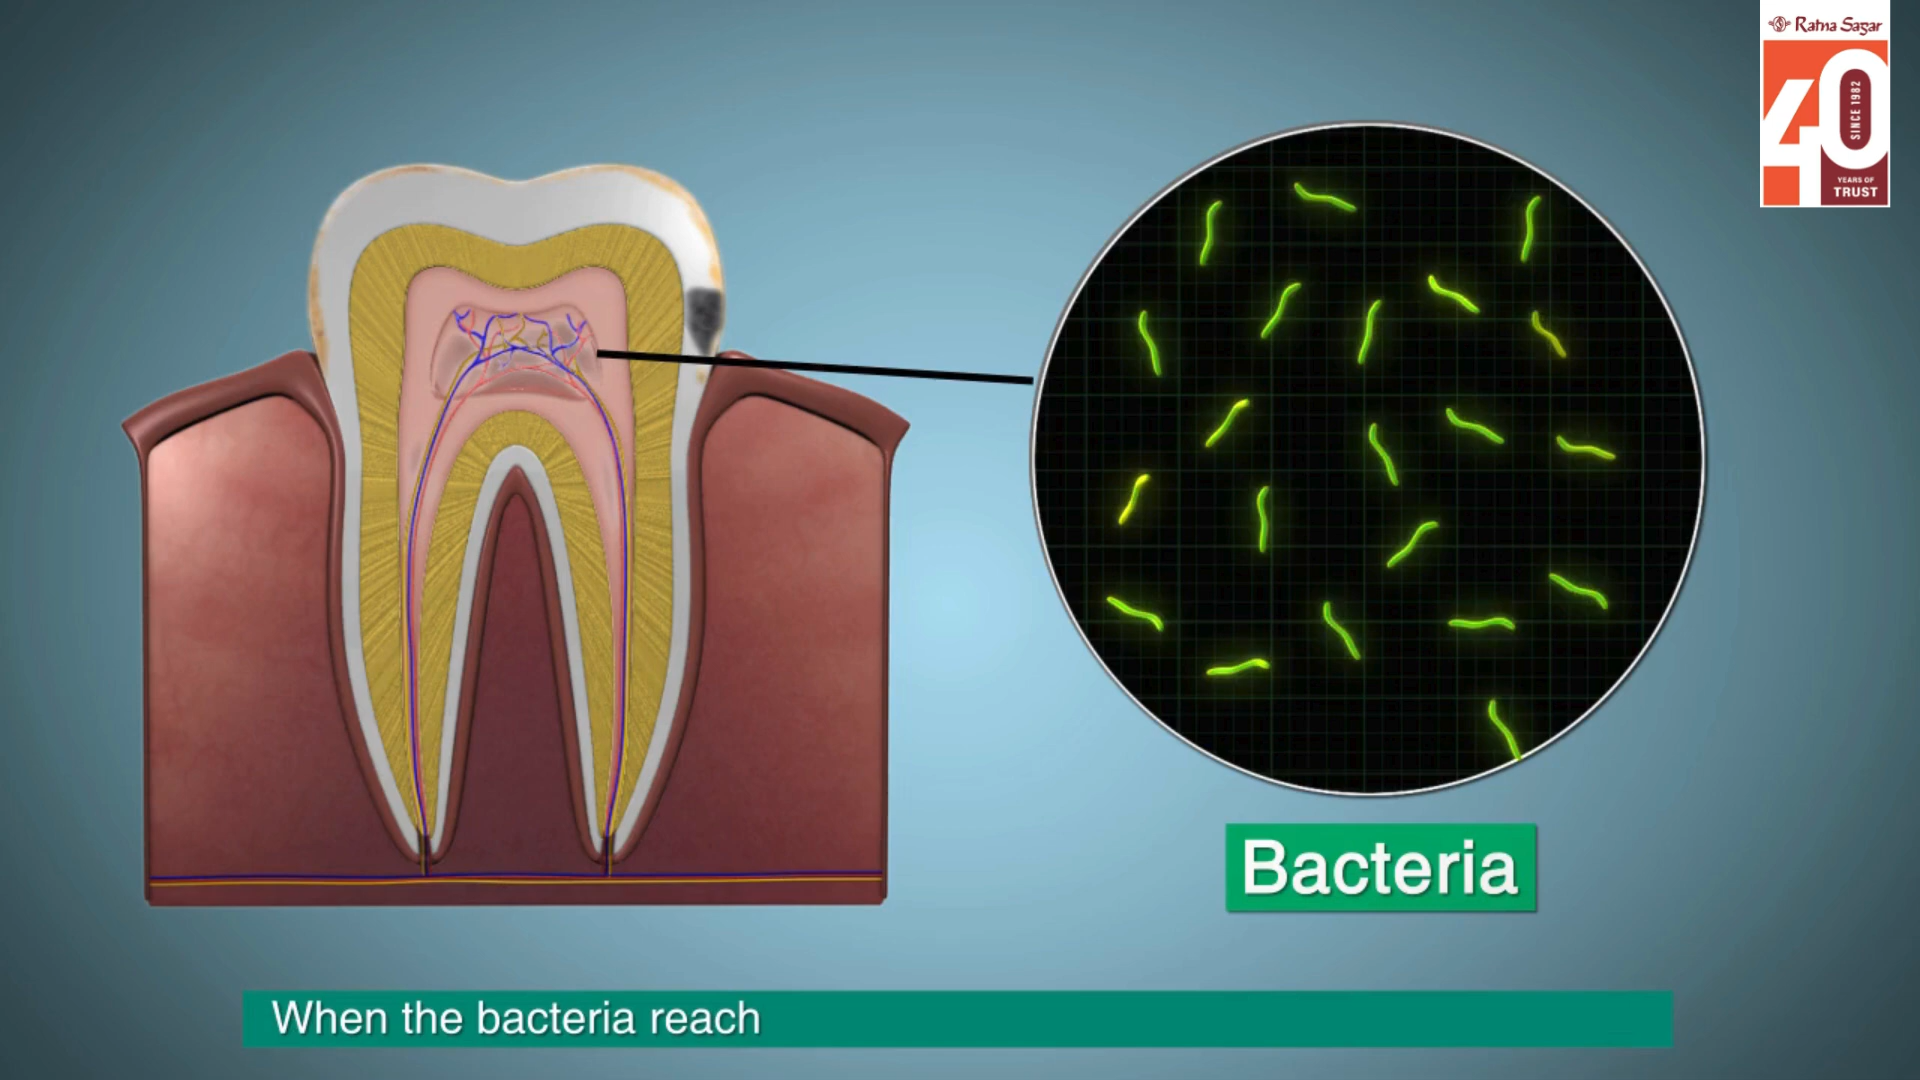 Ratna Sagar
40
SINCE 1982
YEARS OF
TRUST
Bacteria
When the bacteria reach